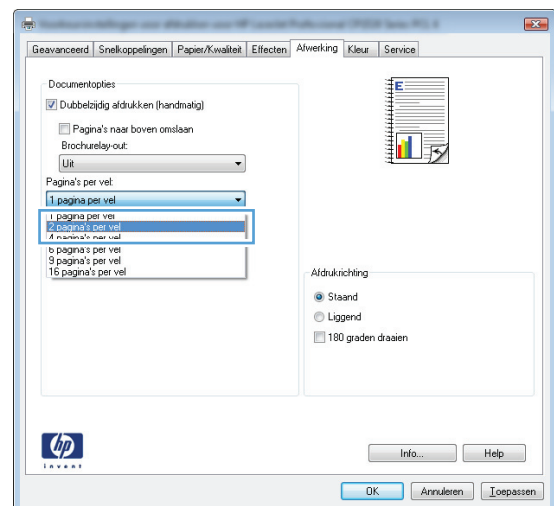 Geavanceerd Snelkoppelingen Papier/Kwaliteit Effecten Afwerking Kleur Service
Documentopties
Dubbelzijdig afdrukken (handmatig)
Pagina's naar boven omslaan
Brochurelay-out:
Uit
Pagina's per vel:
1 pagina per vel
1 pagina per vel
2 pagina's per vel
4 pagina's per vel
6 pagina's per vel
9 pagina's per vel
16 pagina's per vel
E
Afdrukrichting
Staand
Liggend
180 graden draaien
hp
invent
Info... Help
OK Annuleren Toepassen